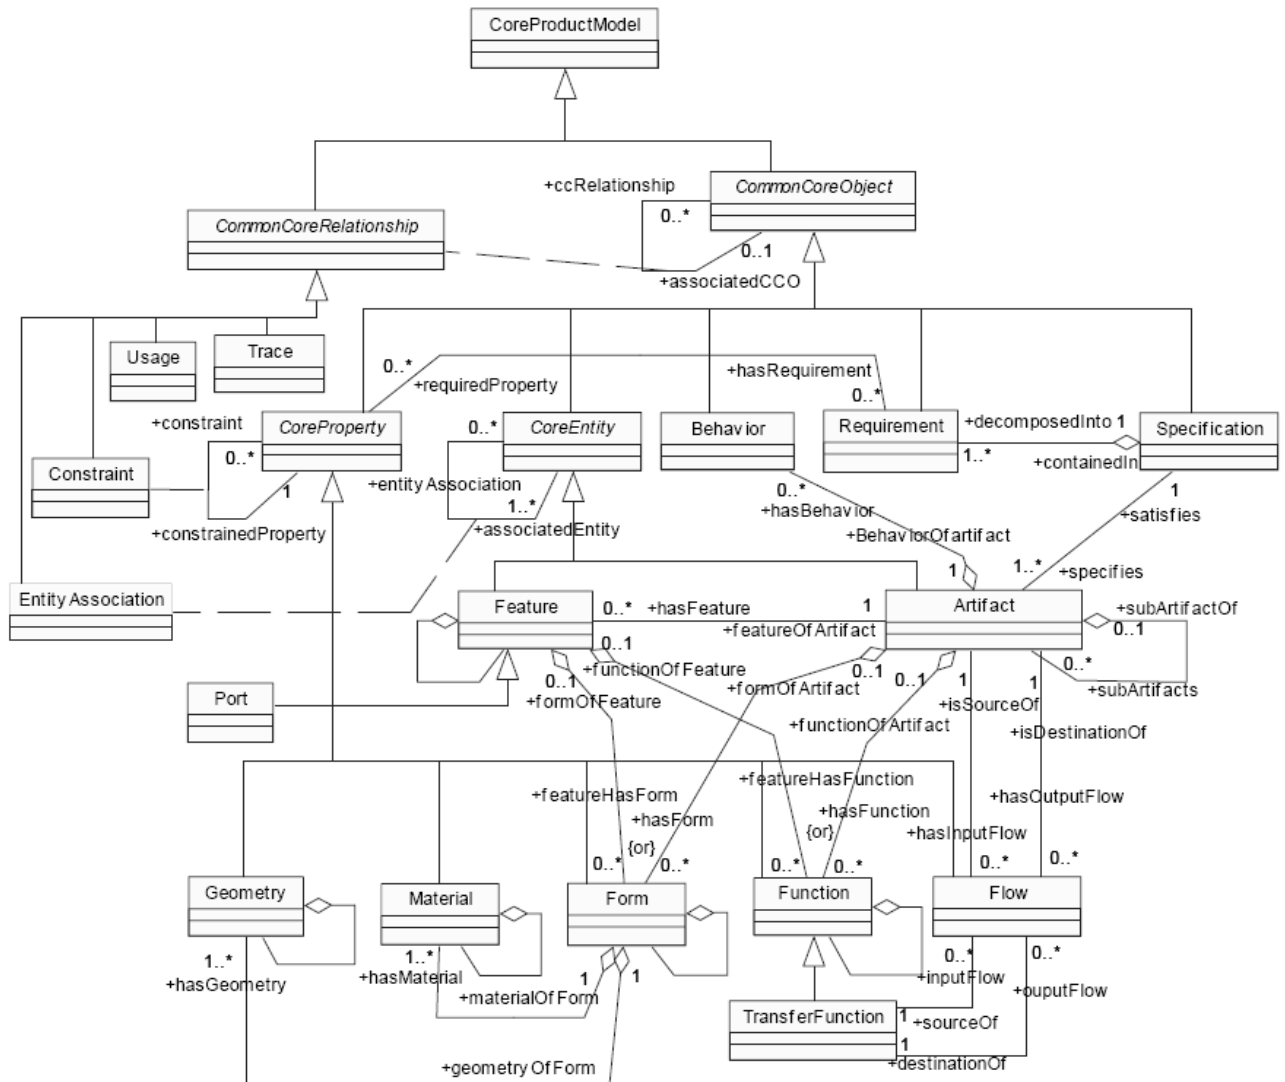 CoreProductModel
+ccRelationship
CommonCoreObject
0..*
CommonCoreRelationship
0..1
+associatedCCO
Usage
Trace
0..*
+requiredProperty
+hasRequirement
0..*
+constraint
CoreProperty
0..*
CoreEntity
Behavior
Requirement
+decomposedInto
1
Specification
0..*
Constraint
1
+entityAssociation
1..*
+containedIn
+constrainedProperty
1..*
+associatedEntity
0..*
+hasBehavior
1
+satisfies
+BehaviorOfartifact
1
1..*
+specifies
EntityAssociation
Feature
0..*
+hasFeature
1
Artifact
+subArtifactOf
0..1
+featureOfArtifact
0..1
+functionOfFeature
0..1
+formOfFeature
0..1
+formOfArtifact
0..1
1
1
0..*
+subArtifacts
Port
+isSourceOf
+functionOfArtifact
+isDestinationOf
+featureHasForm
+featureHasFunction
+hasOutputFlow
+hasForm
+hasFunction
{or}
{or}
+hasInputFlow
0..*
0..*
0..*
0..*
0..*
0..*
Geometry
Material
Form
Function
Flow
1..*
+hasGeometry
1..*
+hasMaterial
1
1
0..*
0..*
+inputFlow
+materialOfForm
+ouputFlow
TransferFunction
1
+sourceOf
1
+destinationOf
+geometryOfForm